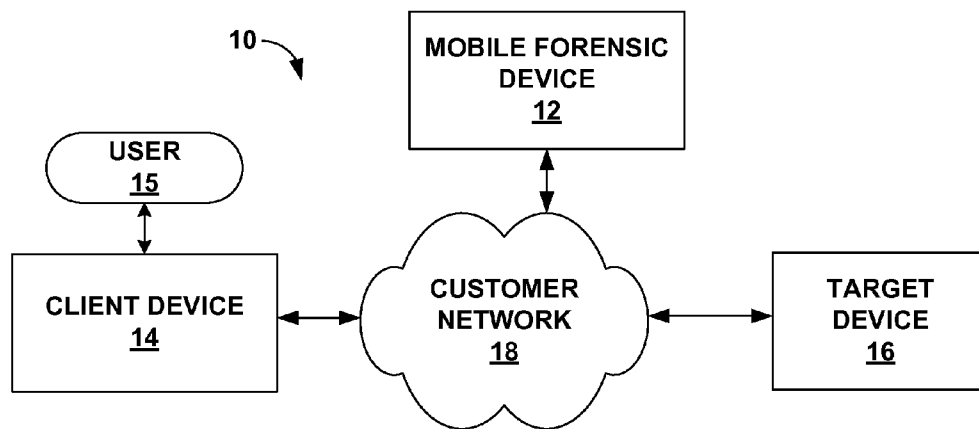 10
MOBILE FORENSIC
DEVICE
12
USER
15
CLIENT DEVICE
14
CUSTOMER
NETWORK
18
TARGET
DEVICE
16